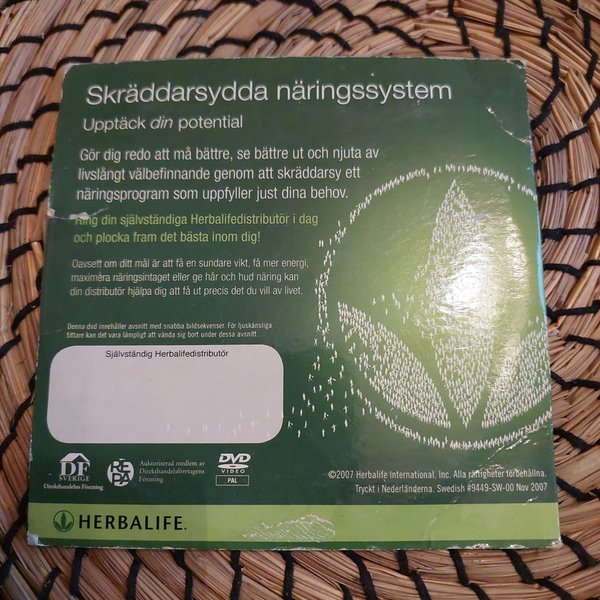 Skräddarsydda näringssystem
Upptäck din potential
Gör dig redo att må bättre, se bättre ut och njuta av
livslångt välbefinnande genom att skräddarsy ett
näringsprogram som uppfyller just dina behov.
Ring din självständiga Herbalifedistributör i dag
och plocka fram det bästa inom dig!
Oavsett om ditt mål är att få en sundare vikt, få mer energi,
maximera näringsintaget eller ge hår och hud näring kan
din distributör hjälpa dig att få ut precis det du vill av livet.
Denna dvd innehåller avsnitt med snabba bildsekvenser. För ljuskänsliga
tittare kan det vara lämpligt att vända sig bort under dessa avsnitt.
Självständig Herbalifedistributör
DF
SVERIGE
Direkthandelns Förening
REPA
Auktoriserad medlem av
Direkthandelsföretagens
Förening.
DVD
VIDEO
PAL
©2007 Herbalife International, Inc. Alla rättigheter förbehållna.
Tryckt i Nederländerna. Swedish #9449-SW-00 Nov 2007
HERBALIFE.